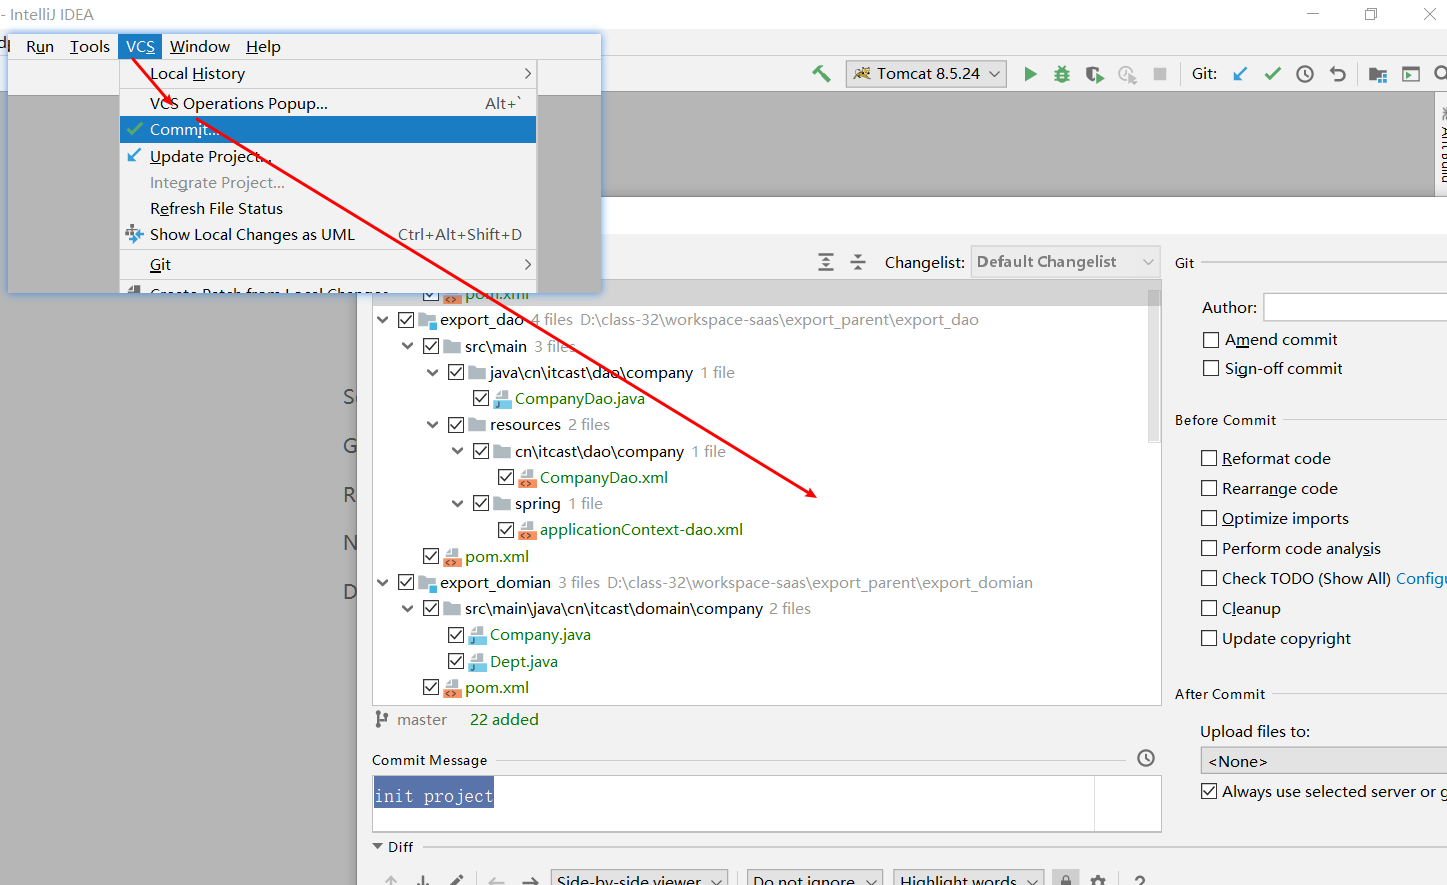 - IntelliJ IDEA
Run Tools VCS Window Help
Local History
VCS Operations Popup... Alt+`
Commit...
Update Project...
Integrate Project...
Refresh File Status
Show Local Changes as UML Ctrl+Alt+Shift+D
Git
Create Patch from Local Changes
Tomcat 8.5.24
Git:
Ant Build
Changelist: Default Changelist
pom.xml
export_dao 4 files D:\class-32\workspace-saas\export_parent\export_dao
src\main 3 files
java\cn\itcast\dao\company 1 file
CompanyDao.java
resources 2 files
cn\itcast\dao\company 1 file
CompanyDao.xml
spring 1 file
applicationContext-dao.xml
pom.xml
export_domian 3 files D:\class-32\workspace-saas\export_parent\export_domian
src\main\java\cn\itcast\domain\company 2 files
Company.java
Dept.java
pom.xml
master 22 added
Commit Message
init project
Diff
Side-by-side viewer Do not ignore Highlight words ?
Git
Author:
Amend commit
Sign-off commit
Before Commit
Reformat code
Rearrange code
Optimize imports
Perform code analysis
Check TODO (Show All) Configu
Cleanup
Update copyright
After Commit
Upload files to:
<None>
Always use selected server or g
S
G
R
N
D